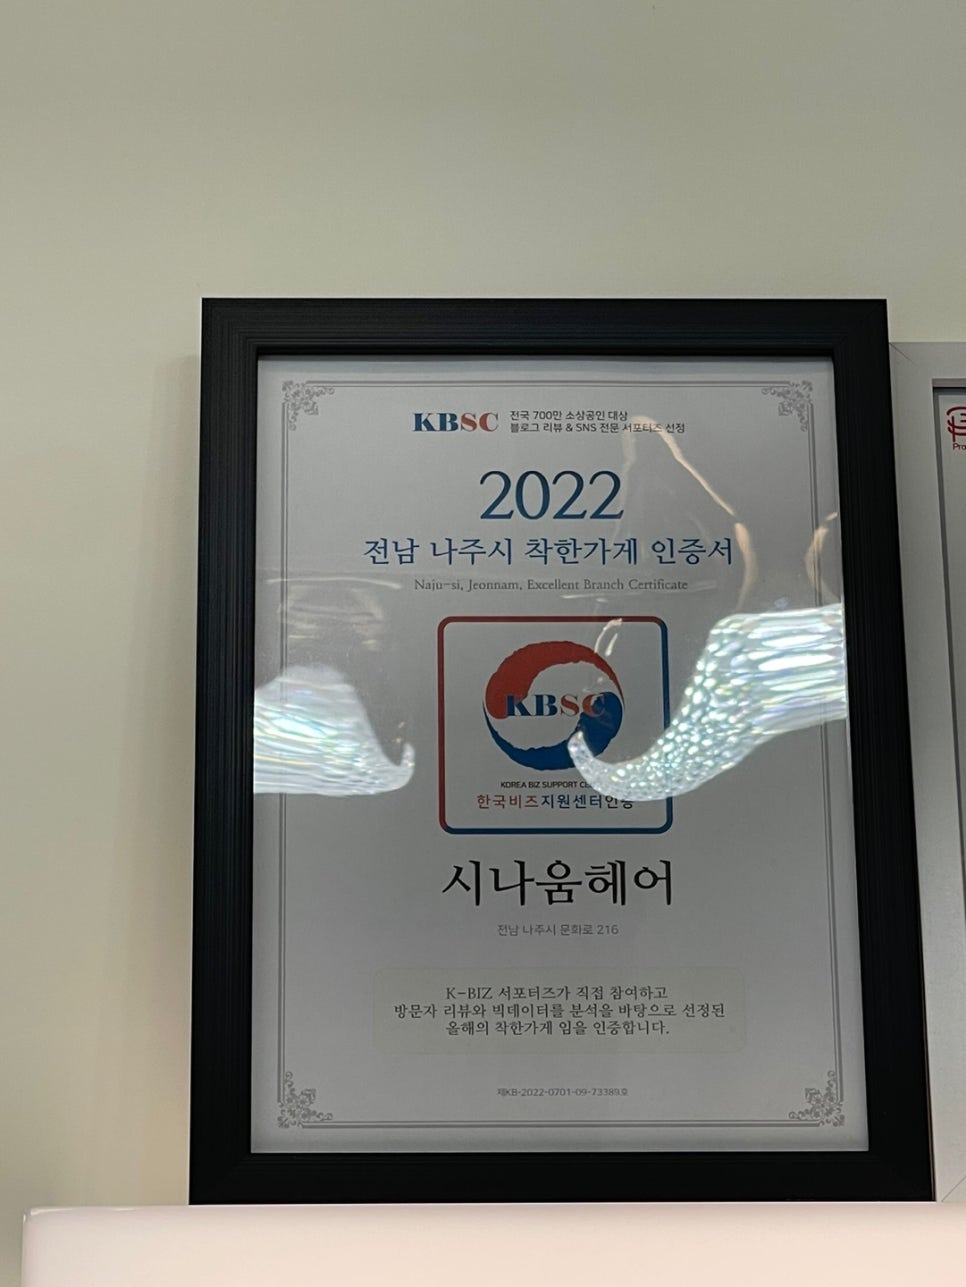 KBSC 전국 700만 소상공인 대상
블로그 리뷰 & SNS 전문 서포터즈 선정
2022
전남 나주시 착한가게 인증서
Naju-si, Jeonnam, Excellent Branch Certificate
KBSC
KOREA BIZ SUPPORT
한국비즈지원센터인증
시나움헤어
전남 나주시 문화로 216
K-BIZ 서포터즈가 직접 참여하고
방문자 리뷰와 빅데이터를 분석을 바탕으로 선정된
올해의 착한가게 임을 인증합니다.
제KB-2022-0701-09-73389호